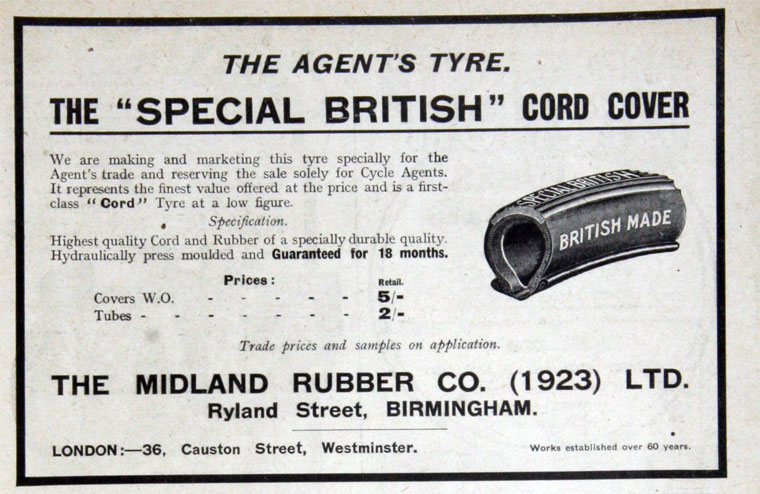 THE AGENT'S TYRE.
THE "SPECIAL BRITISH" CORD COVER
We are making and marketing this tyre specially for the
Agent's trade and reserving the sale solely for Cycle Agents.
It represents the finest value offered at the price and is a first-
class "Cord" Tyre at a low figure.
Specification.
Highest quality Cord and Rubber of a specially durable quality.
Hydraulically press moulded and Guaranteed for 18 months.
Prices: Retail.
Covers W.O. - - - - - 5/-
Tubes - - - - - - 2/-
SPECIAL BRITISH
BRITISH MADE
Trade prices and samples on application.
THE MIDLAND RUBBER CO. (1923) LTD.
Ryland Street, BIRMINGHAM.
LONDON:—36, Causton Street, Westminster.
Works established over 60 years.